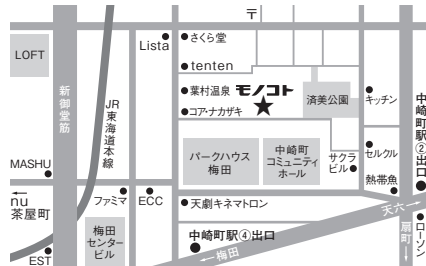 〒
さくら堂
Lista
LOFT
tenten
新御堂筋
JR東海道本線
葉村温泉
モノコト
済美公園
キッチン
コア・ナカザキ
中崎町駅②出口
パークハウス
梅田
中崎町
コミュニティ
ホール
サクラ
ビル
セルクル
MASHU
熱帯魚
nu
茶屋町
ファミマ
ECC
天劇キネマトロン
天六
扇町
ローソン
梅田
センター
ビル
中崎町駅④出口
梅田
EST